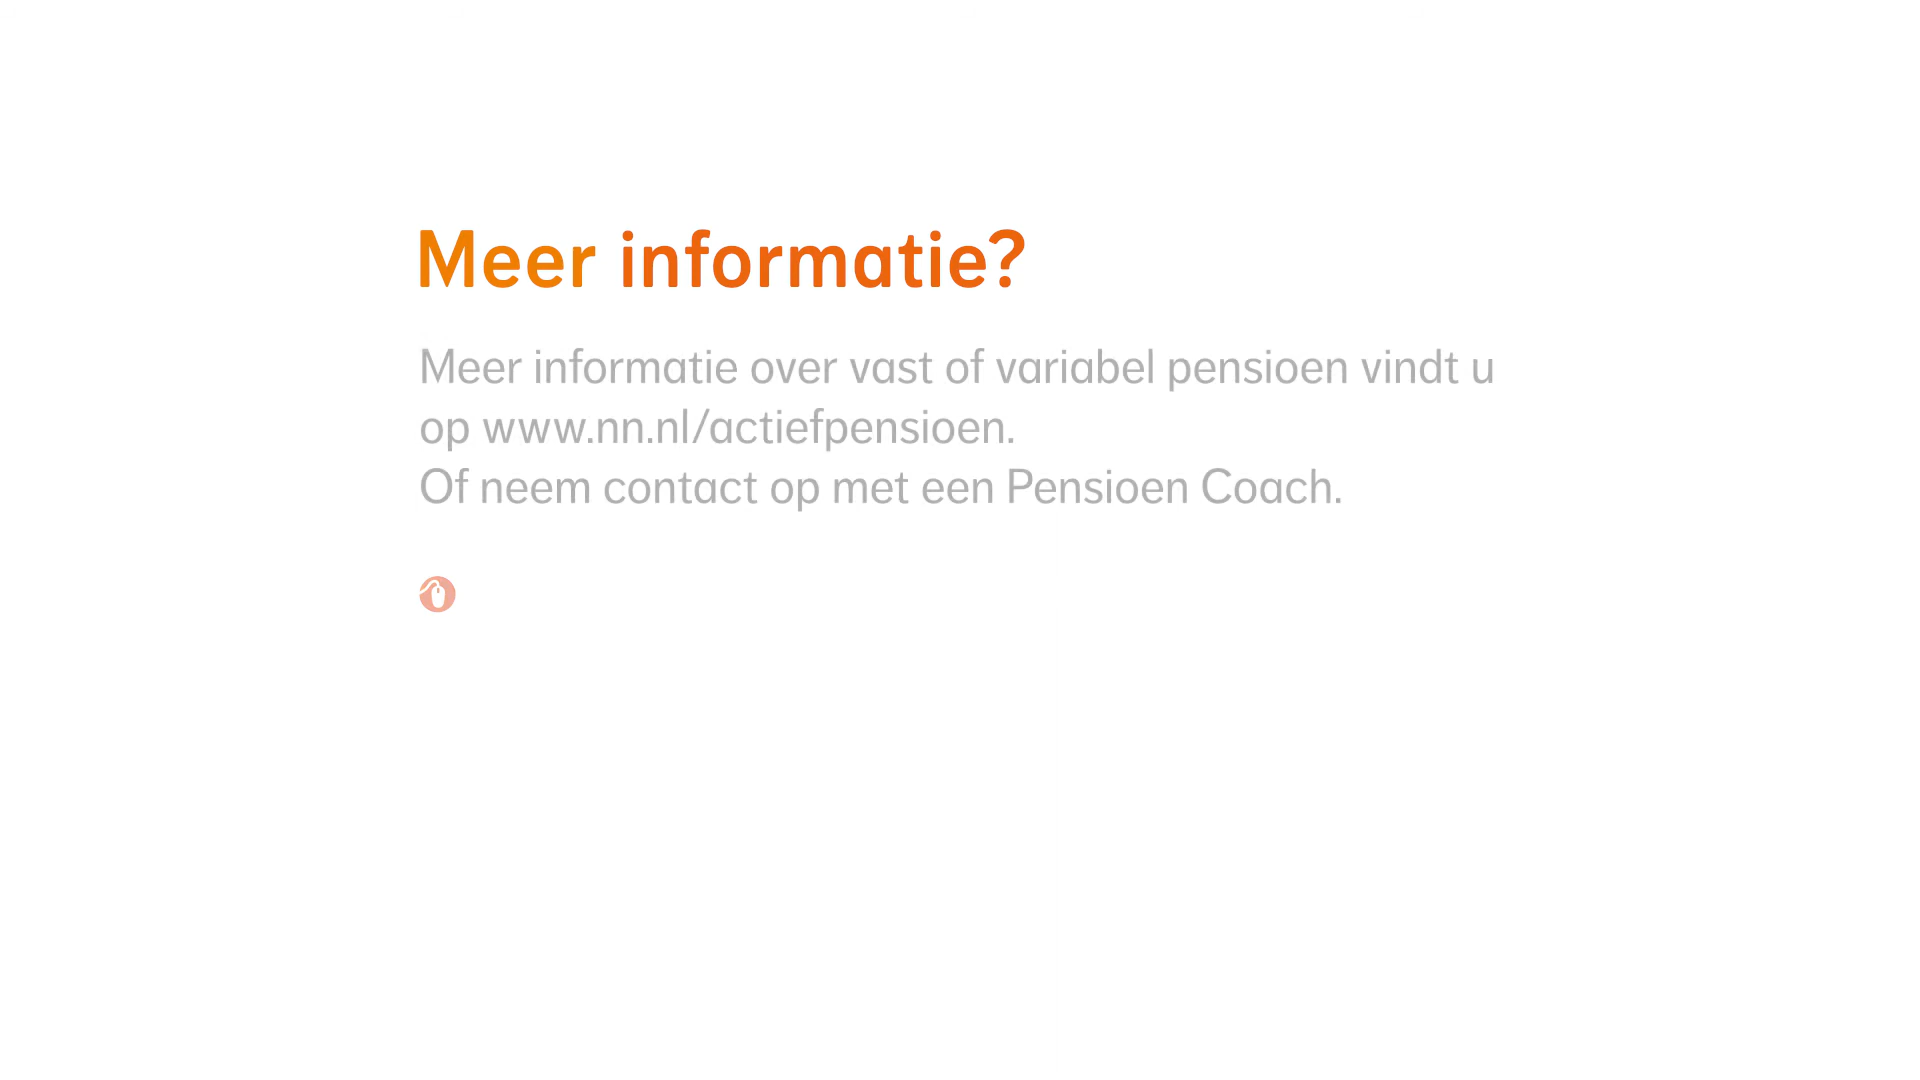 Meer informatie?
Meer informatie over vast of variabel pensioen vindt u
op www.nn.nl/actiefpensioen.
Of neem contact op met een Pensioen Coach.